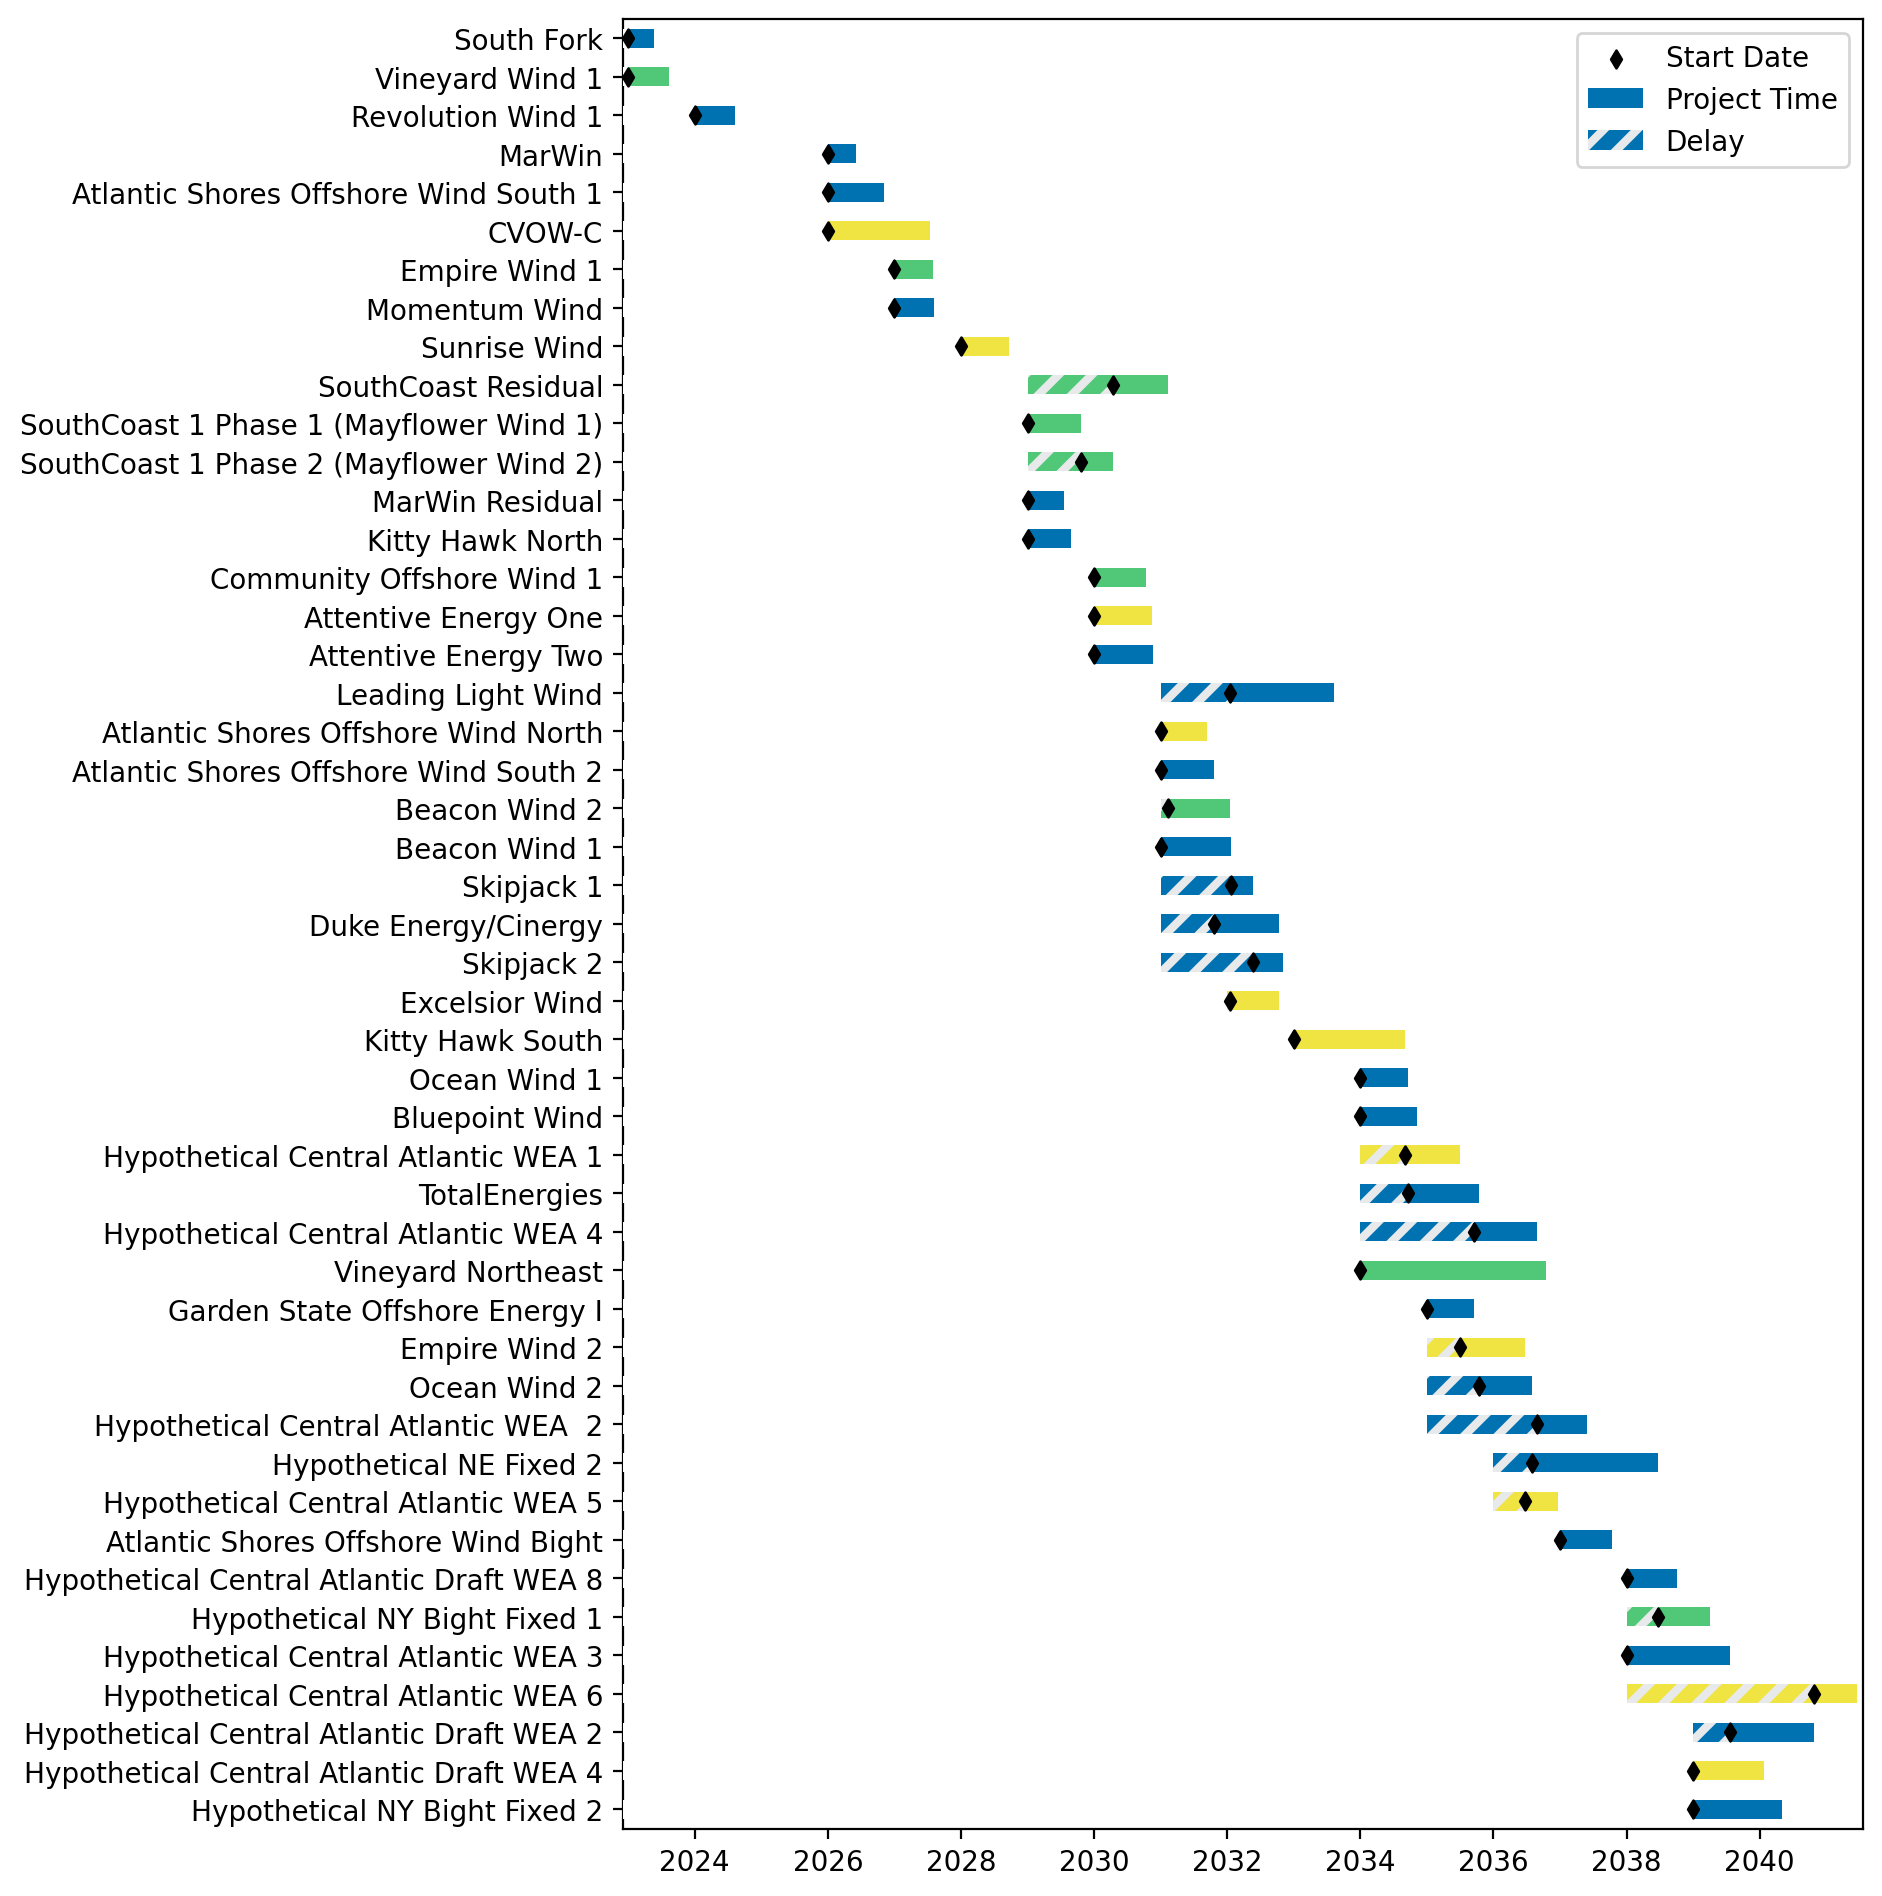 South Fork
Vineyard Wind 1
Revolution Wind 1
MarWin
Atlantic Shores Offshore Wind South 1
CVOW-C
Empire Wind 1
Momentum Wind
Sunrise Wind
SouthCoast Residual
SouthCoast 1 Phase 1 (Mayflower Wind 1)
SouthCoast 1 Phase 2 (Mayflower Wind 2)
MarWin Residual
Kitty Hawk North
Community Offshore Wind 1
Attentive Energy One
Attentive Energy Two
Leading Light Wind
Atlantic Shores Offshore Wind North
Atlantic Shores Offshore Wind South 2
Beacon Wind 2
Beacon Wind 1
Skipjack 1
Duke Energy/Cinergy
Skipjack 2
Excelsior Wind
Kitty Hawk South
Ocean Wind 1
Bluepoint Wind
Hypothetical Central Atlantic WEA 1
TotalEnergies
Hypothetical Central Atlantic WEA 4
Vineyard Northeast
Garden State Offshore Energy I
Empire Wind 2
Ocean Wind 2
Hypothetical Central Atlantic WEA  2
Hypothetical NE Fixed 2
Hypothetical Central Atlantic WEA 5
Atlantic Shores Offshore Wind Bight
Hypothetical Central Atlantic Draft WEA 8
Hypothetical NY Bight Fixed 1
Hypothetical Central Atlantic WEA 3
Hypothetical Central Atlantic WEA 6
Hypothetical Central Atlantic Draft WEA 2
Hypothetical Central Atlantic Draft WEA 4
Hypothetical NY Bight Fixed 2
Start Date
Project Time
Delay
2024 2026 2028 2030 2032 2034 2036 2038 2040